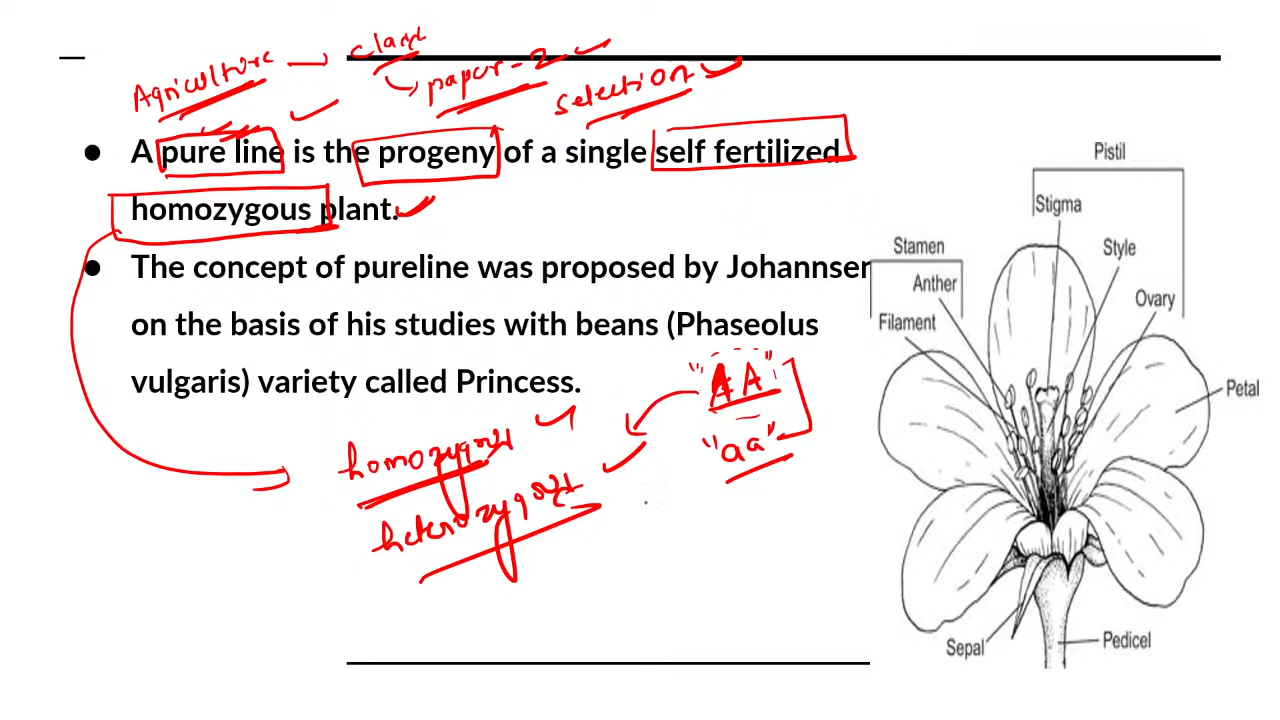 Agriculture – class
paper-2
selection
● A pure line is the progeny of a single self fertilized
homozygous plant.
● The concept of pureline was proposed by Johannsen
on the basis of his studies with beans (Phaseolus
vulgaris) variety called Princess.
"AA"
"aa"
homozygous
heterozygous
Pistil
Stigma
Stamen
Style
Anther
Ovary
Filament
Petal
Sepal
Pedicel